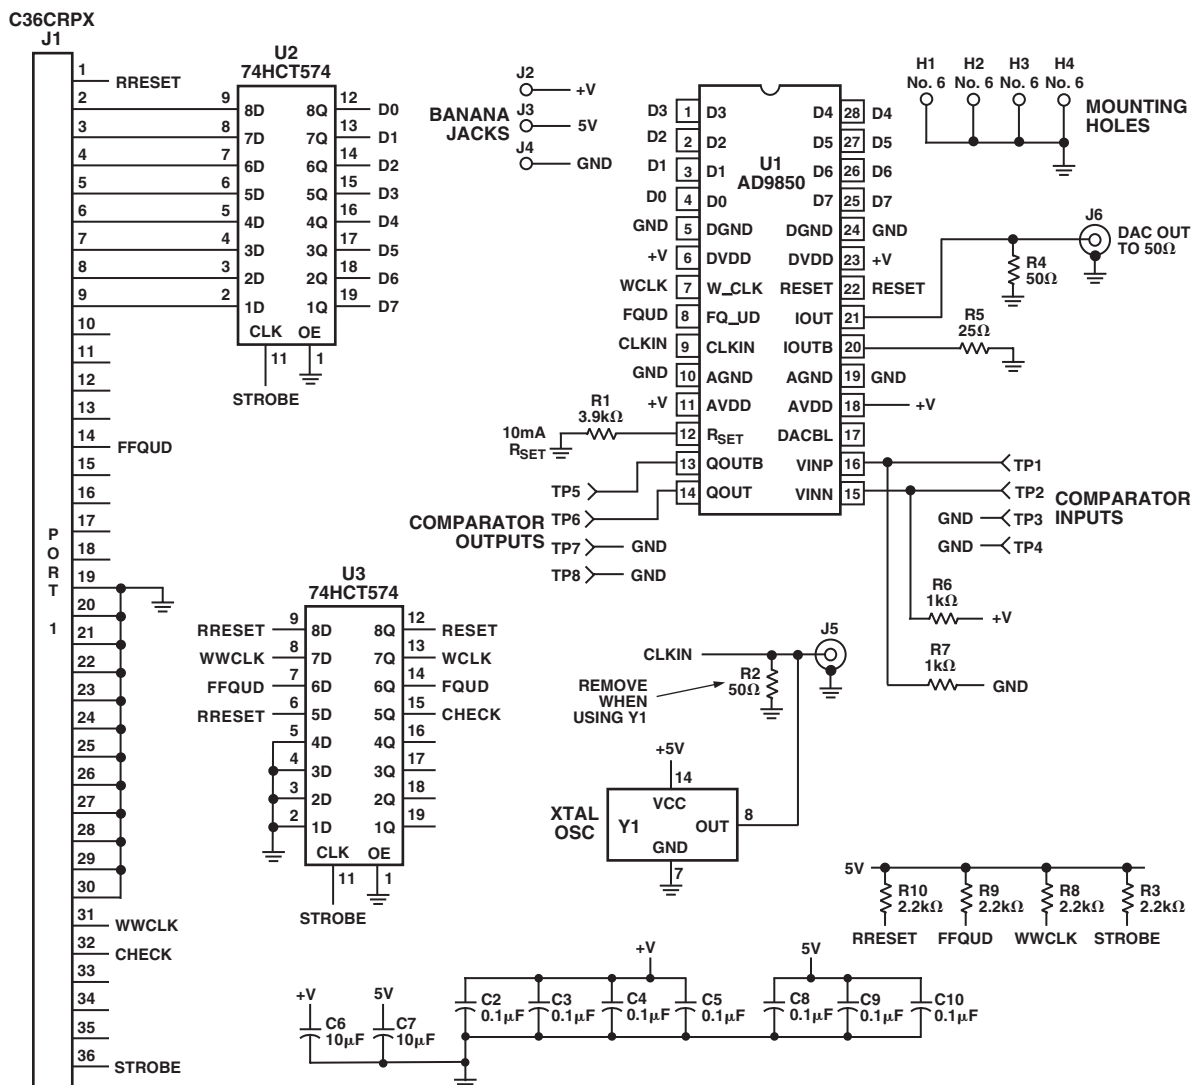 C36CRPX
J1
PORT 1
1 RRESET
2
3
4
5
6
7
8
9
10
11
12
13
14 FFQUD
15
16
17
18
19
20
21
22
23
24
25
26
27
28
29
30
31 WWCLK
32 CHECK
33
34
35
36 STROBE
U2
74HCT574
9 8D 8Q 12 D0
8 7D 7Q 13 D1
7 6D 6Q 14 D2
6 5D 5Q 15 D3
5 4D 4Q 16 D4
4 3D 3Q 17 D5
3 2D 2Q 18 D6
2 1D 1Q 19 D7
CLK OE
11 1
STROBE
BANANA
JACKS
J2 +V
J3 5V
J4 GND
U1
AD9850
D3 1 D3 D4 28 D4
D2 2 D2 D5 27 D5
D1 3 D1 D6 26 D6
D0 4 D0 D7 25 D7
GND 5 DGND DGND 24 GND
+V 6 DVDD DVDD 23 +V
WCLK 7 W_CLK RESET 22 RESET
FQUD 8 FQ_UD IOUT 21
CLKIN 9 CLKIN IOUTB 20
GND 10 AGND AGND 19 GND
+V 11 AVDD AVDD 18 +V
12 RSET DACBL 17
13 QOUTB VINP 16
14 QOUT VINN 15
R1
3.9kΩ
10mA
RSET
TP5
TP6
TP7 GND
TP8 GND
COMPARATOR
OUTPUTS
H1 H2 H3 H4
No. 6 No. 6 No. 6 No. 6
MOUNTING
HOLES
J6
DAC OUT
TO 50Ω
R4
50Ω
R5
25Ω
TP1
TP2
GND TP3
GND TP4
COMPARATOR
INPUTS
R6
1kΩ
+V
R7
1kΩ
GND
U3
74HCT574
RRESET 9 8D 8Q 12 RESET
WWCLK 8 7D 7Q 13 WCLK
FFQUD 7 6D 6Q 14 FQUD
RRESET 6 5D 5Q 15 CHECK
5 4D 4Q 16
4 3D 3Q 17
3 2D 2Q 18
2 1D 1Q 19
CLK OE
11 1
STROBE
CLKIN
J5
R2
50Ω
REMOVE
WHEN
USING Y1
+5V
14
VCC
XTAL
OSC
Y1
OUT 8
GND
7
5V
R10
2.2kΩ
R9
2.2kΩ
R8
2.2kΩ
R3
2.2kΩ
RRESET FFQUD WWCLK STROBE
+V
C6
10µF
5V
C7
10µF
+V
C2
0.1µF
C3
0.1µF
C4
0.1µF
C5
0.1µF
5V
C8
0.1µF
C9
0.1µF
C10
0.1µF